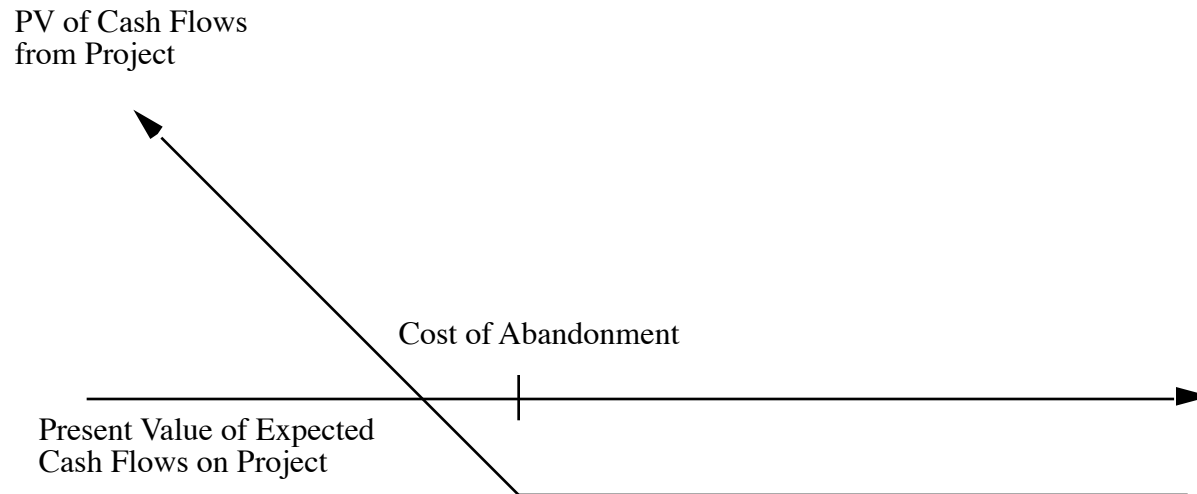 PV of Cash Flows
from Project
Cost of Abandonment
Present Value of Expected
Cash Flows on Project